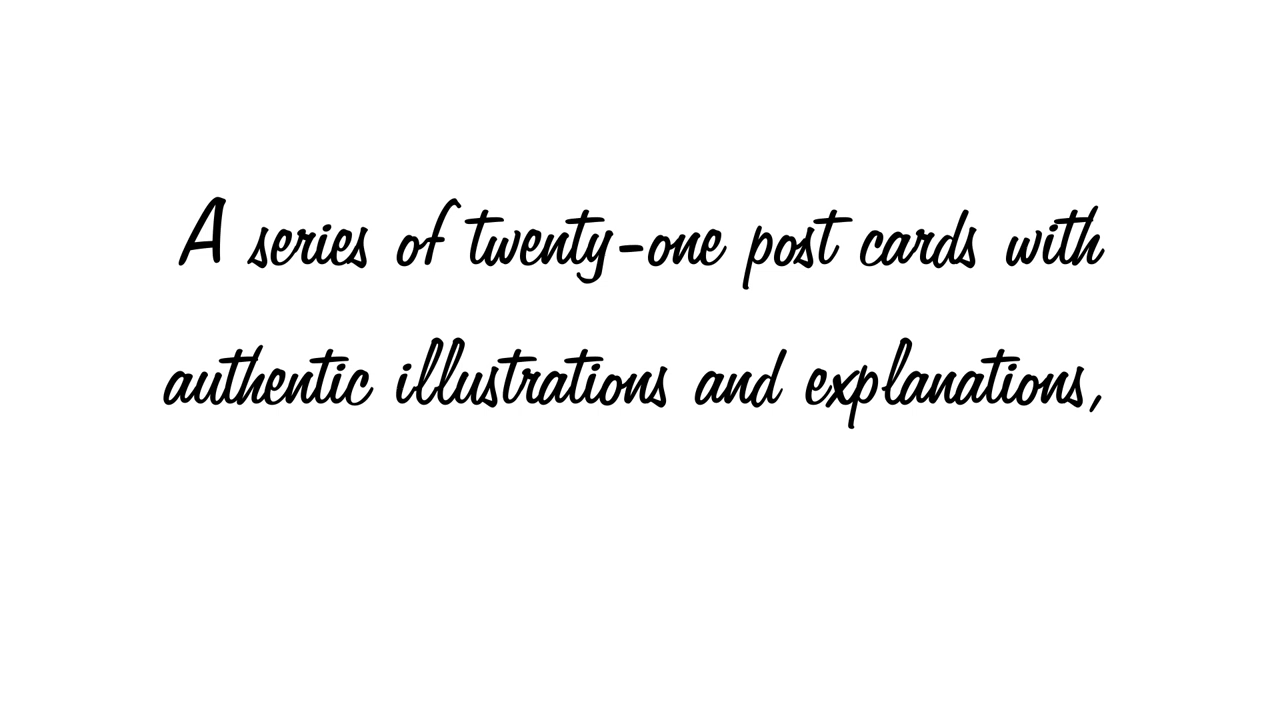 A series of twenty-one post cards with
authentic illustrations and explanations,